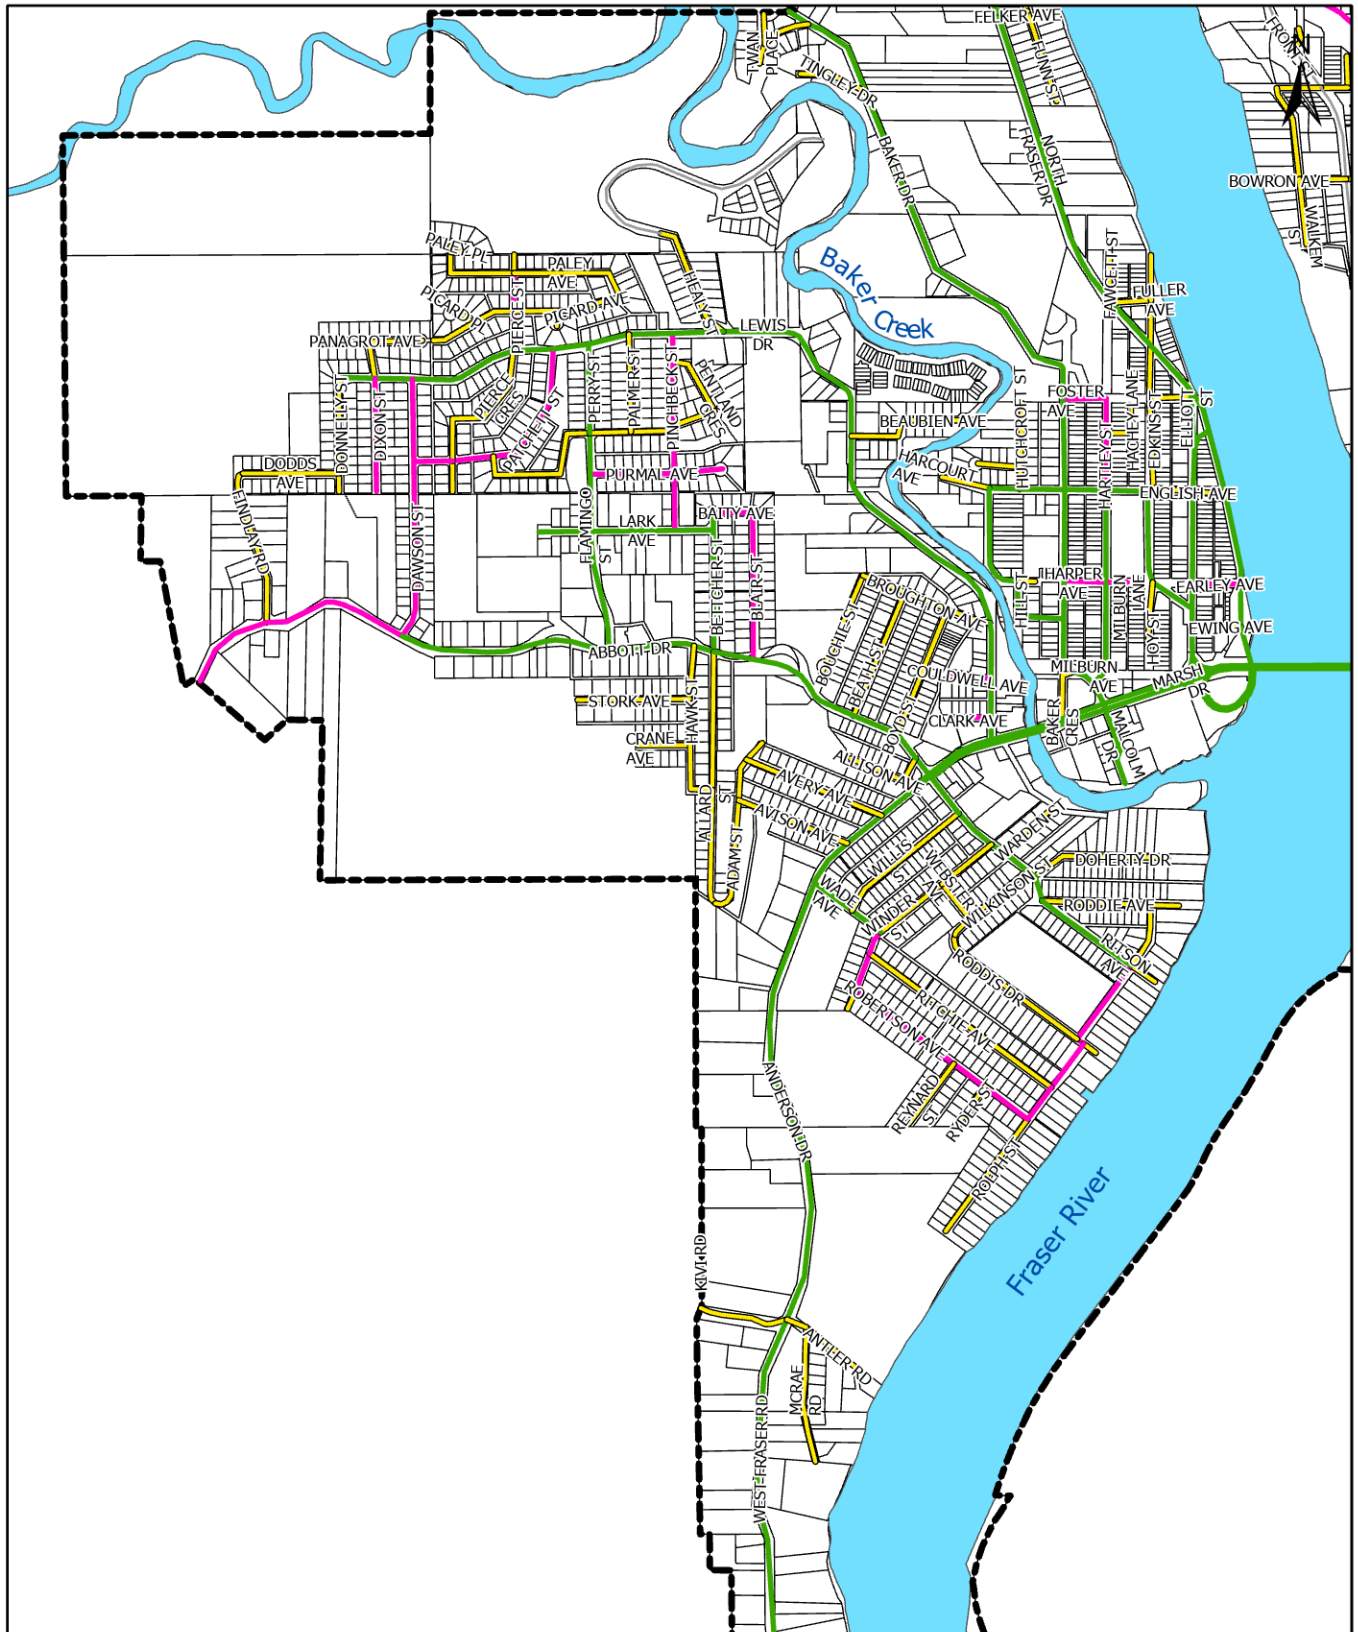 FELKER AVE
FRONT ST
TWAN
PLACE
FUNN ST
TINGLEY DR
BAKER DR
NORTH
FRASER DR
BOWRON AVE
WALKEM
ST
PALEY PL
PALEY
AVE
HEALY ST
Baker
Creek
FAWCETT ST
FULLER
AVE
PICARD PL
PIERCE ST
PICARD AVE
LEWIS
DR
PANAGROT AVE
DONNELLY ST
DIXON ST
PIERCE
CRES
PATCHETT ST
PERRY ST
PALMER ST
PINCHBECK ST
PENTLAND
CRES
BEAUBIEN AVE
HUTCHCROFT ST
FOSTER
AVE
HARTLEY ST
HACHEY LANE
EDKINS ST
ELLIOTT
ST
DODDS
AVE
PURMAL AVE
HARCOURT
AVE
ENGLISH AVE
FINDLAY RD
DAWSON ST
FLAMINGO
ST
LARK
AVE
BAITY AVE
BETTCHER ST
BLAIR ST
BROUGHTON AVE
HILL ST
HARPER
AVE
MILBURN
LANE
HOY ST
EARLEY AVE
EWING AVE
ABBOTT DR
BOUCHIE ST
BEATH ST
COULDWELL AVE
MILBURN
AVE
MARSH
DR
STORK AVE
HAWK ST
BOYD ST
CLARK AVE
BAKER
CRES
MALCOLM
DR
CRANE
AVE
ALLISON AVE
ALLARD
ST
AVERY AVE
AVISON AVE
ADAM ST
WILLIS
ST
WEBSTER
AVE
WARDEN ST
DOHERTY DR
WADE
AVE
WINDER
ST
WILKINSON ST
RODDIE AVE
RITSON
AVE
RODDIS DR
ROBERTSON AVE
RITCHIE AVE
REYNARD
ST
RYDER ST
ROLPH ST
ANDERSON DR
Fraser River
KIVI RD
ANTLER RD
MCRAE
RD
WEST FRASER RD